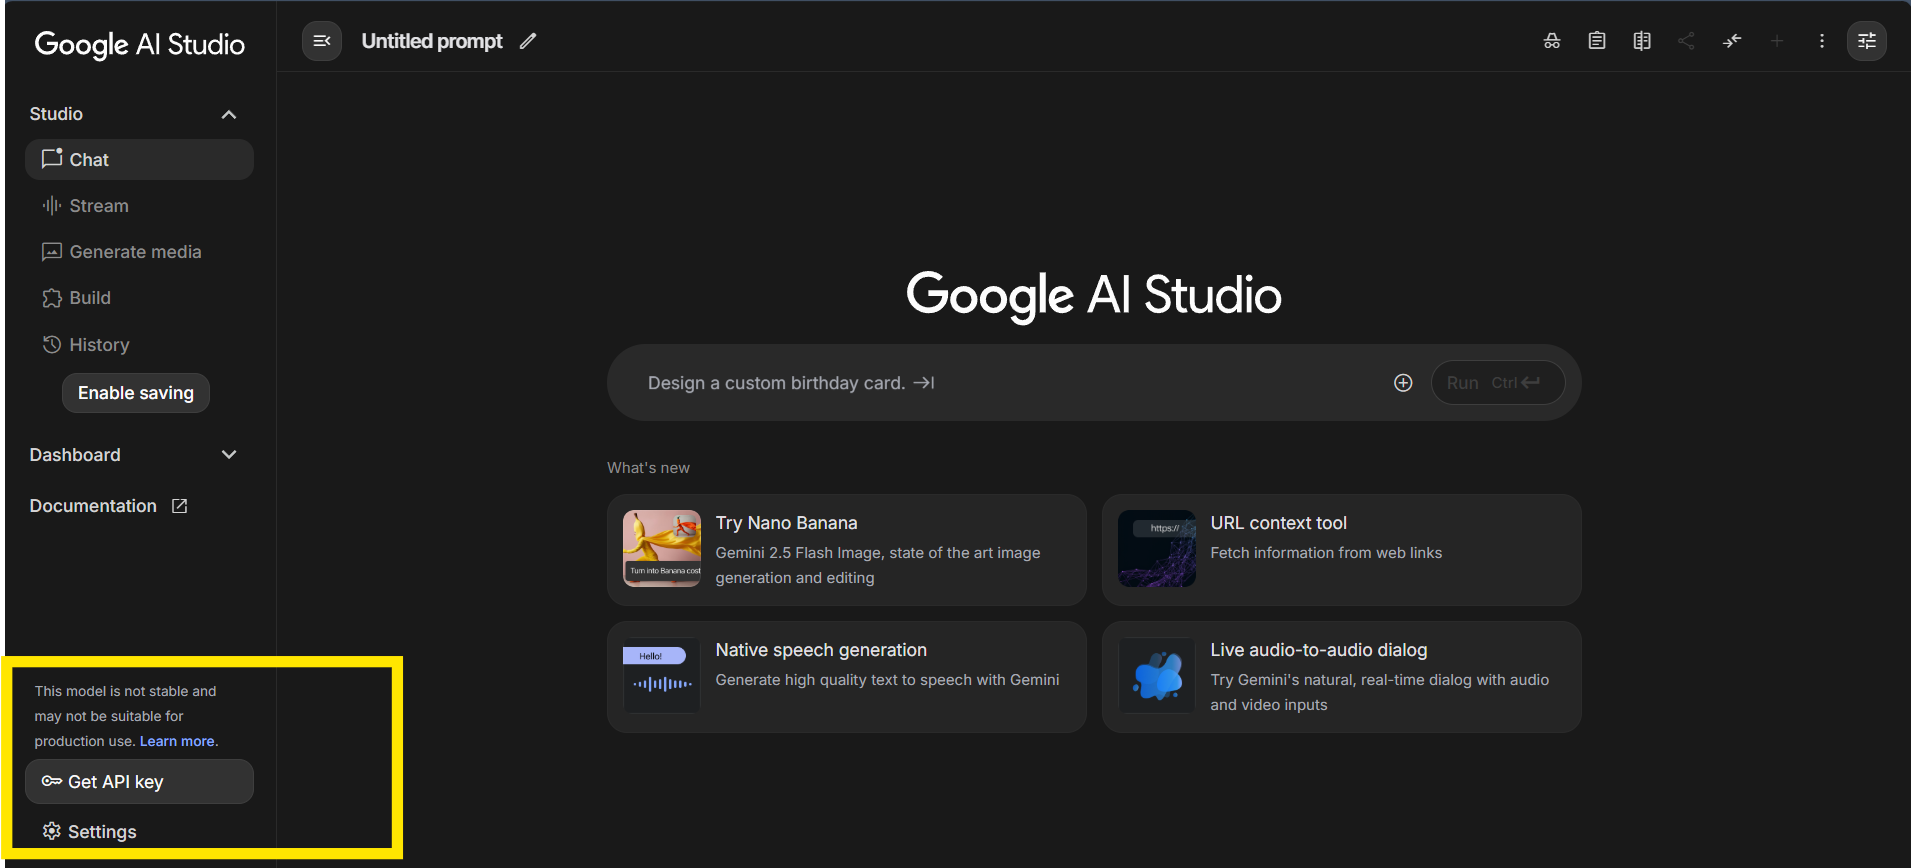 Google AI Studio
Untitled prompt
Studio
Chat
Stream
Generate media
Build
History
Enable saving
Dashboard
Documentation
This model is not stable and
may not be suitable for
production use. Learn more.
Get API key
Settings
Google AI Studio
Design a custom birthday card.
Run Ctrl
What's new
Try Nano Banana
Gemini 2.5 Flash Image, state of the art image
generation and editing
Turn into Banana cost
URL context tool
Fetch information from web links
https://
Native speech generation
Generate high quality text to speech with Gemini
Hello!
Live audio-to-audio dialog
Try Gemini's natural, real-time dialog with audio
and video inputs